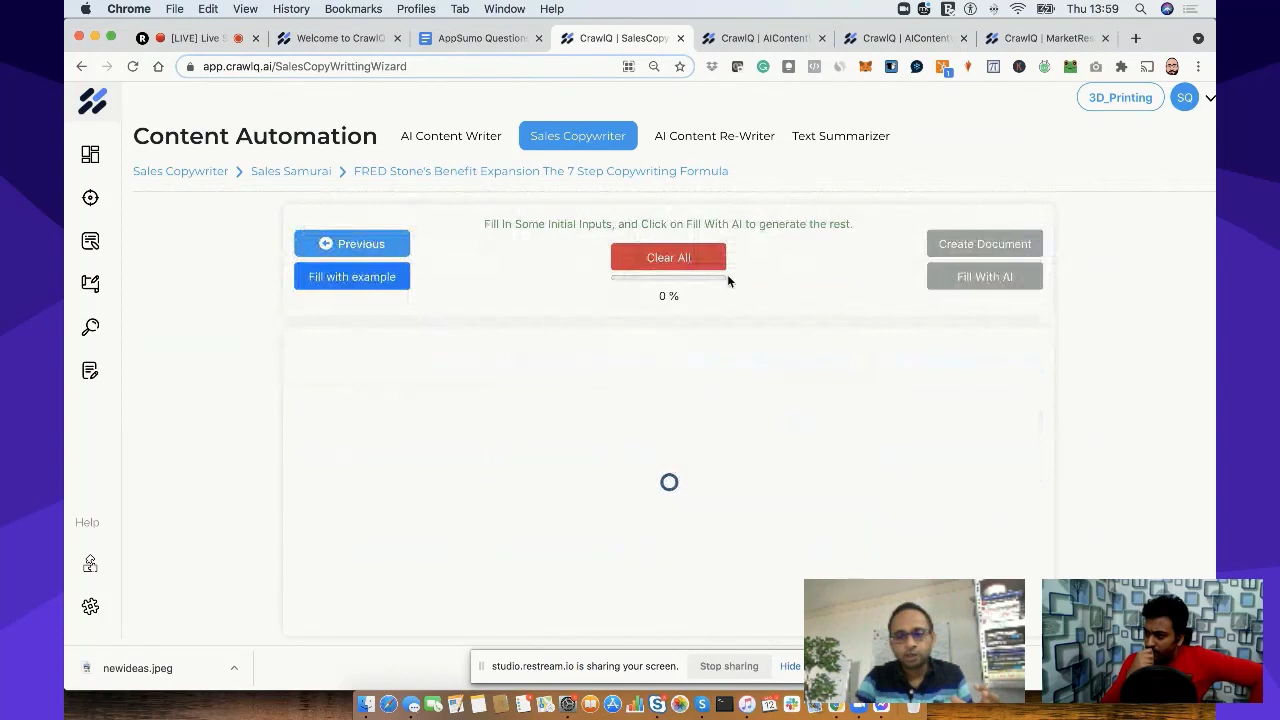 Chrome File Edit View History Bookmarks Profiles Tab Window Help Thu 13:59
[LIVE] Live S
Welcome to CrawlQ
AppSumo Question
CrawlQ | SalesCopy
CrawlQ | AIContent
CrawlQ | AIContent
CrawlQ | MarketRes
app.crawlq.ai/SalesCopyWrittingWizard
1
3D_Printing SQ
Content Automation AI Content Writer Sales Copywriter AI Content Re-Writer Text Summarizer
Sales Copywriter Sales Samurai FRED Stone's Benefit Expansion The 7 Step Copywriting Formula
Fill In Some Initial Inputs, and Click on Fill With AI to generate the rest.
Previous Clear All Create Document
Fill with example Fill With AI
0 %
Help
newideas.jpeg
studio.restream.io is sharing your screen. Stop sharing Hide